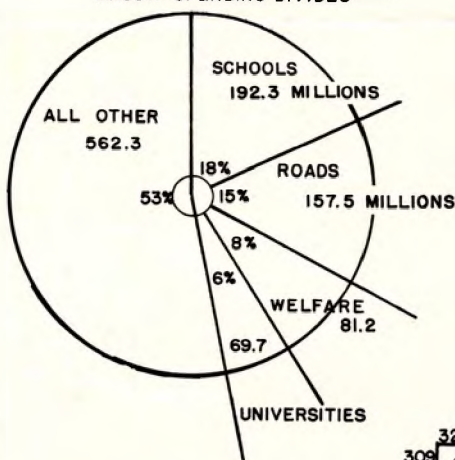 SCHOOLS
192.3 MILLIONS
ALL OTHER
562.3
18%
ROADS
53%
15%
157.5 MILLIONS
8%
6%
WELFARE
81.2
69.7
UNIVERSITIES
309